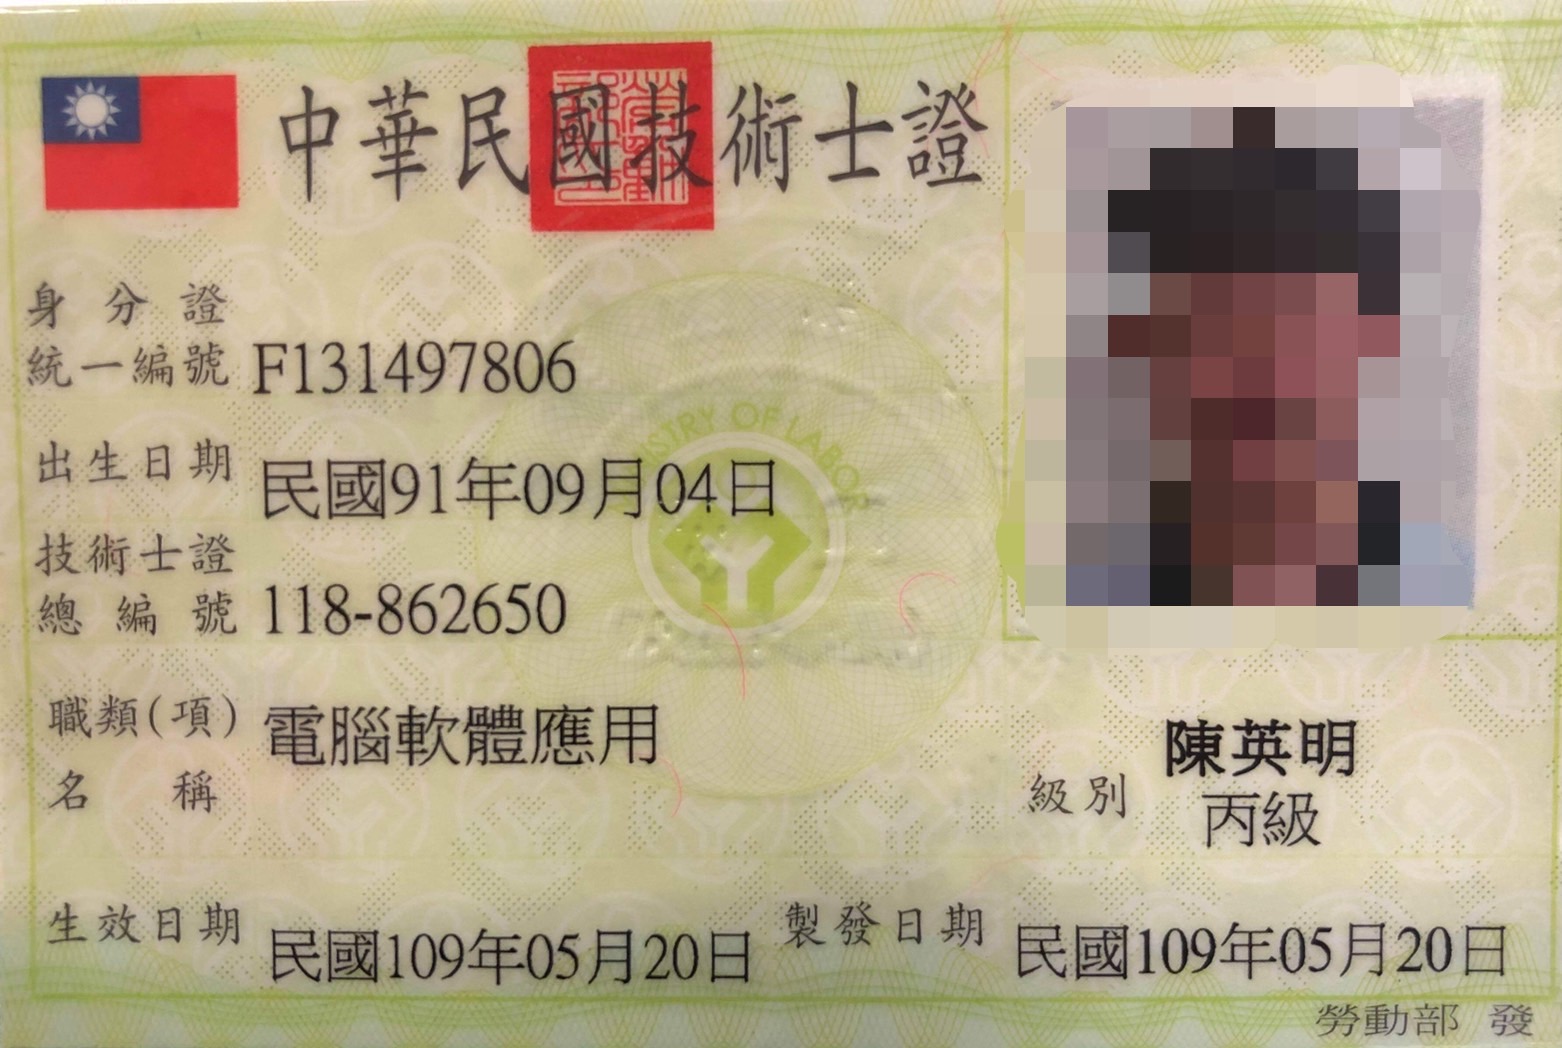 中華民國技術士證
身分證
統一編號 F131497806
出生日期 民國91年09月04日
技術士證
總編號 118-862650
職類(項) 電腦軟體應用
名稱
陳英明
級別 丙級
生效日期 民國109年05月20日
製發日期 民國109年05月20日
勞動部 發
MINISTRY OF LABOR